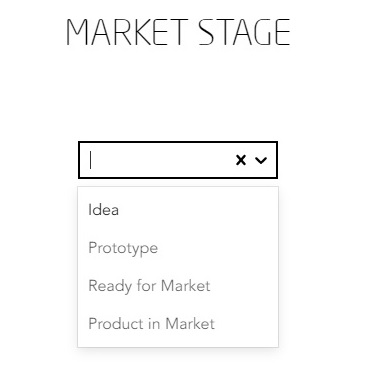 MARKET STAGE
Idea
Prototype
Ready for Market
Product in Market